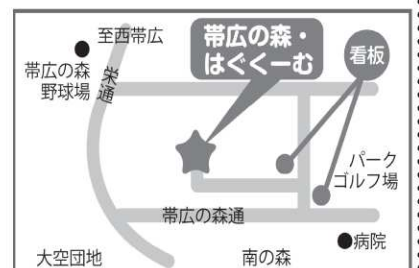 至西帯広
帯広の森・
はぐくーむ
看板
帯広の森
野球場
栄通
パーク
ゴルフ場
帯広の森通
病院
大空団地
南の森